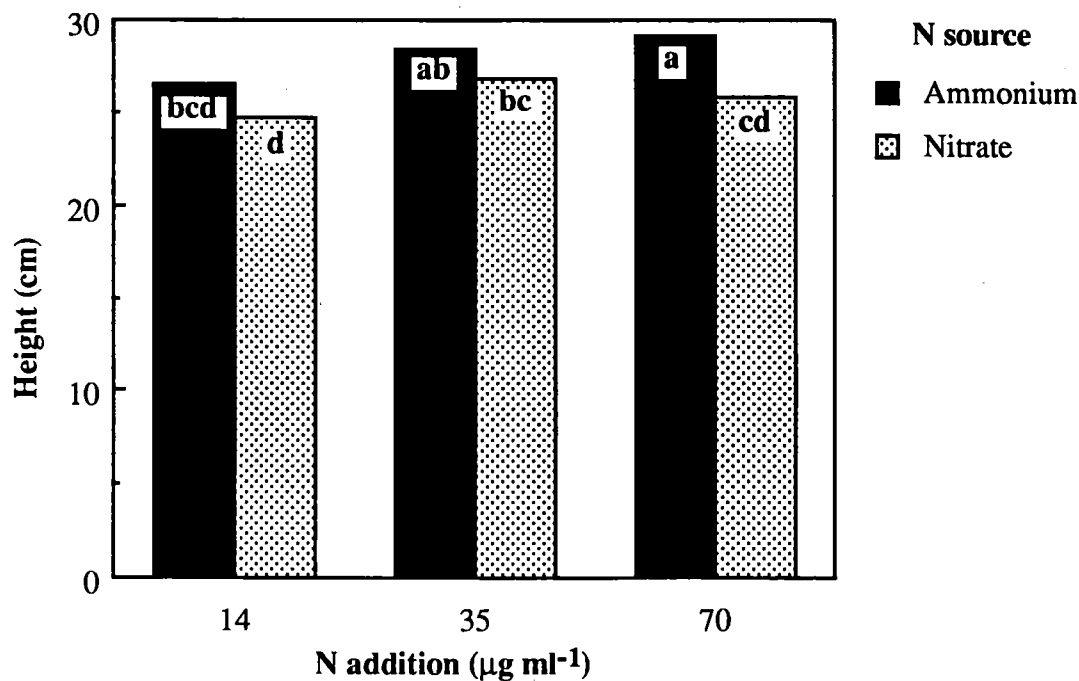 30
20
10
0
Height (cm)
bcd
d
ab
bc
a
cd
14
35
70
N addition (µg ml-1)
N source
Ammonium
Nitrate